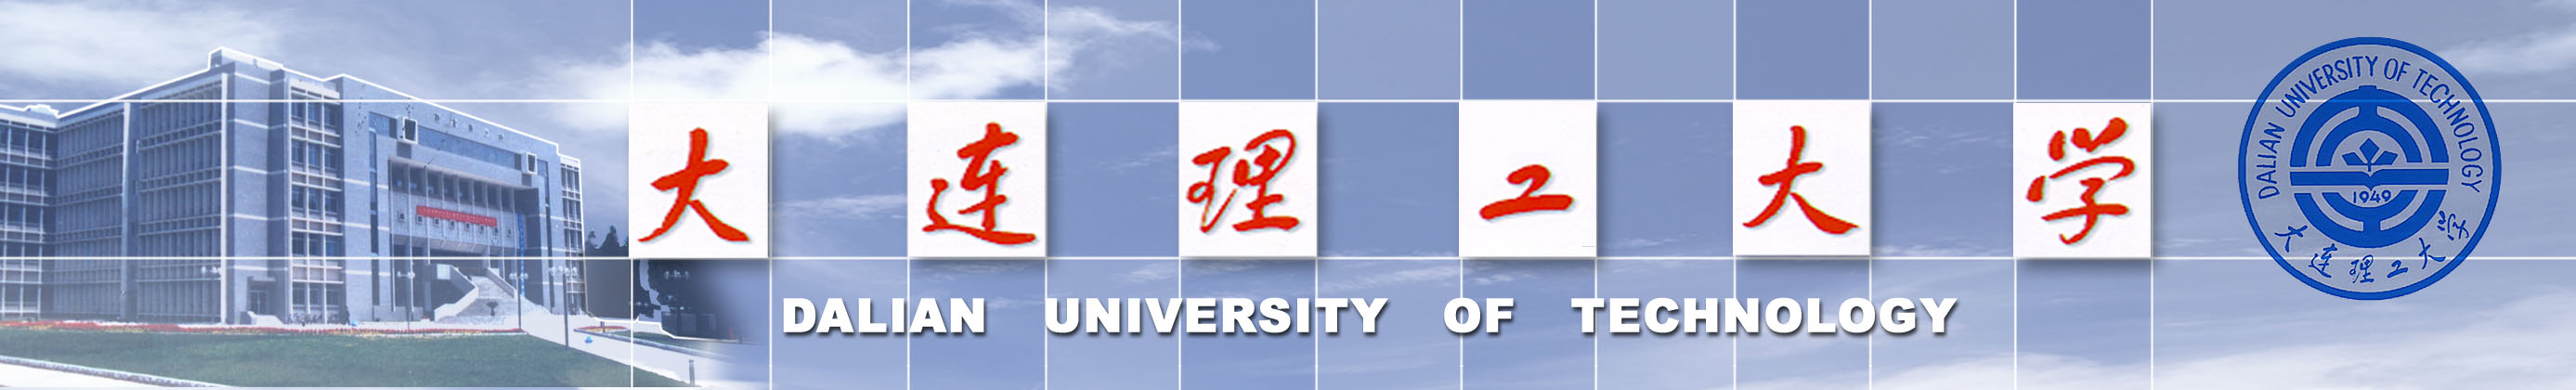 大连理工大学
DALIAN UNIVERSITY OF TECHNOLOGY
DALIAN UNIVERSITY OF TECHNOLOGY
1949
大连理工大学